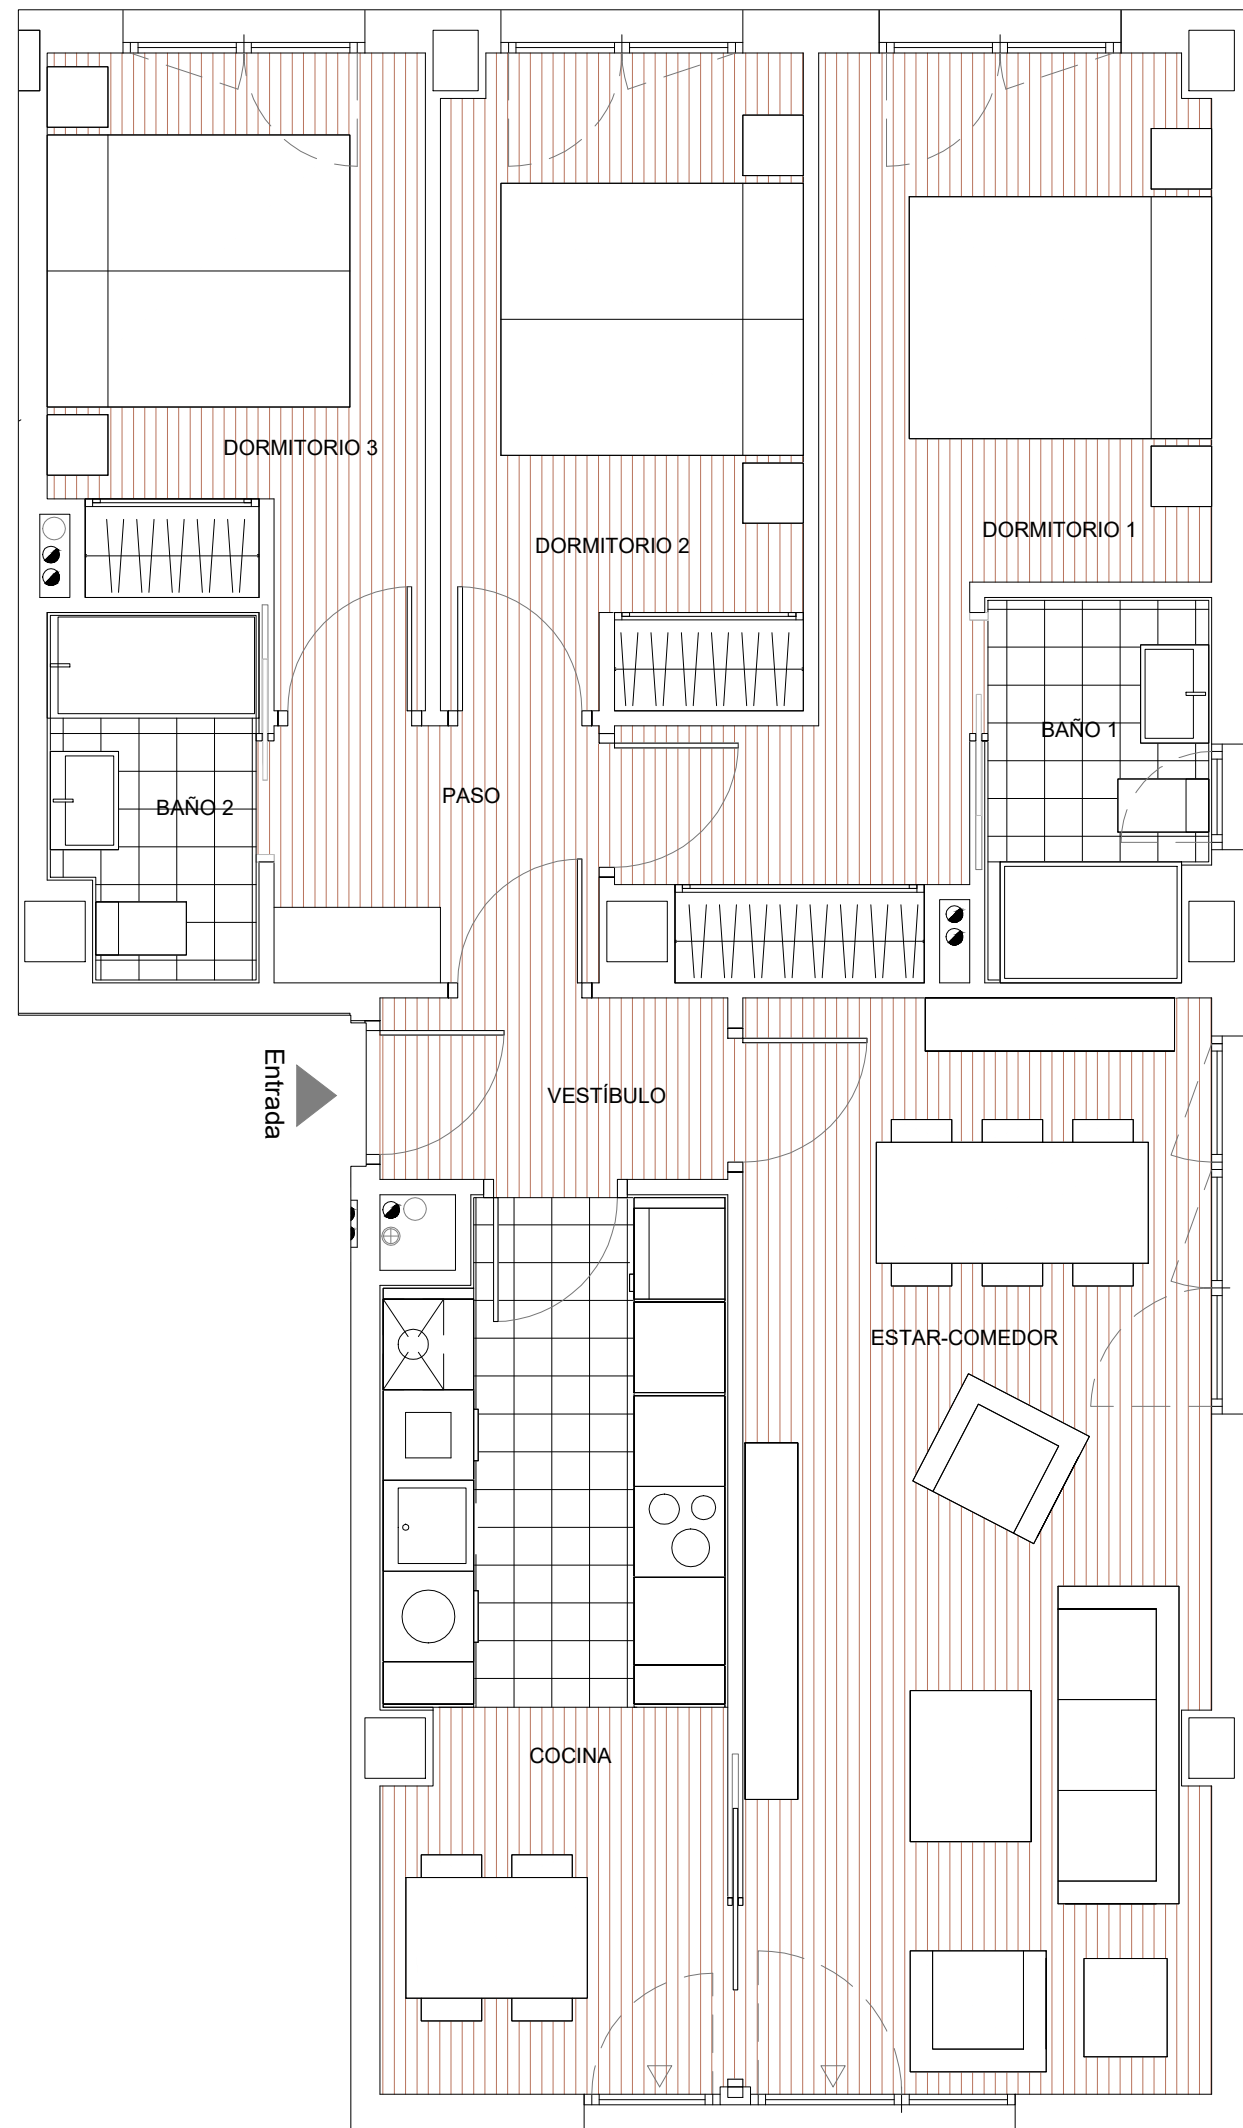 DORMITORIO 3
DORMITORIO 2
DORMITORIO 1
BAÑO 1
BAÑO 2
PASO
Entrada
VESTÍBULO
ESTAR-COMEDOR
COCINA